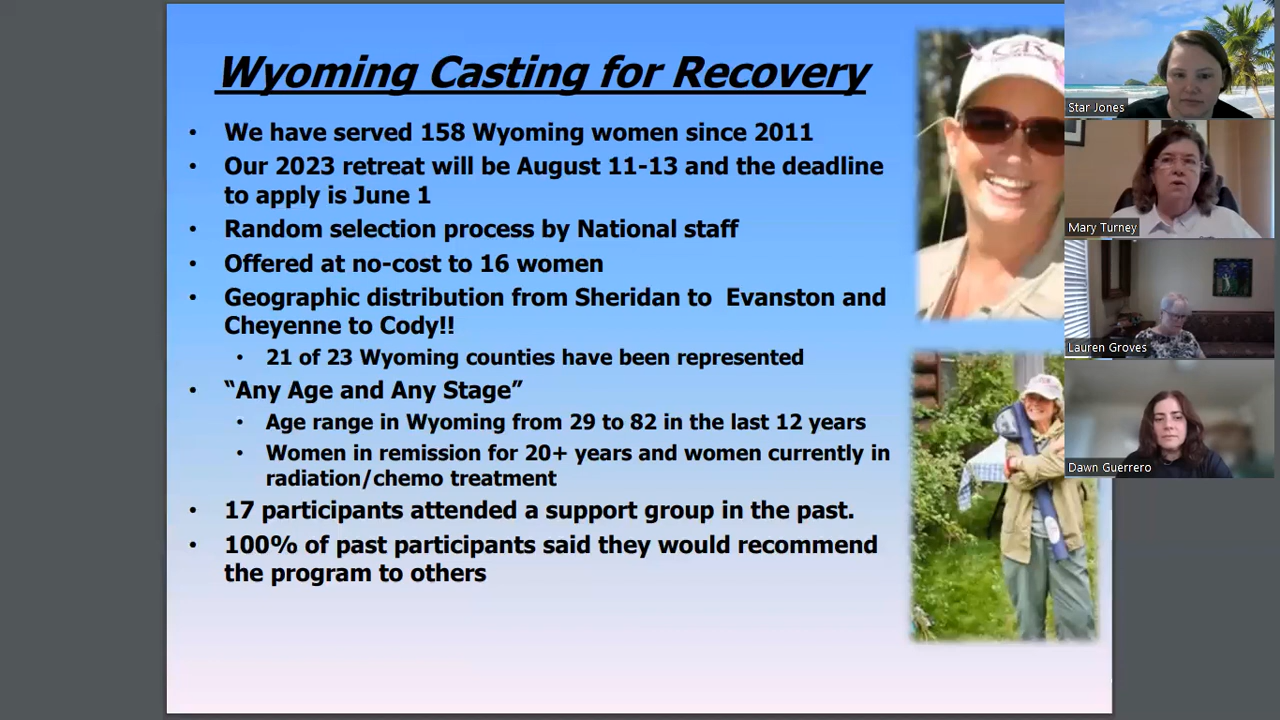 Wyoming Casting for Recovery
• We have served 158 Wyoming women since 2011
• Our 2023 retreat will be August 11-13 and the deadline
to apply is June 1
• Random selection process by National staff
• Offered at no-cost to 16 women
• Geographic distribution from Sheridan to Evanston and
Cheyenne to Cody!!
• 21 of 23 Wyoming counties have been represented
• “Any Age and Any Stage”
• Age range in Wyoming from 29 to 82 in the last 12 years
• Women in remission for 20+ years and women currently in
radiation/chemo treatment
• 17 participants attended a support group in the past.
• 100% of past participants said they would recommend
the program to others
Star Jones
Mary Turney
Lauren Groves
Dawn Guerrero